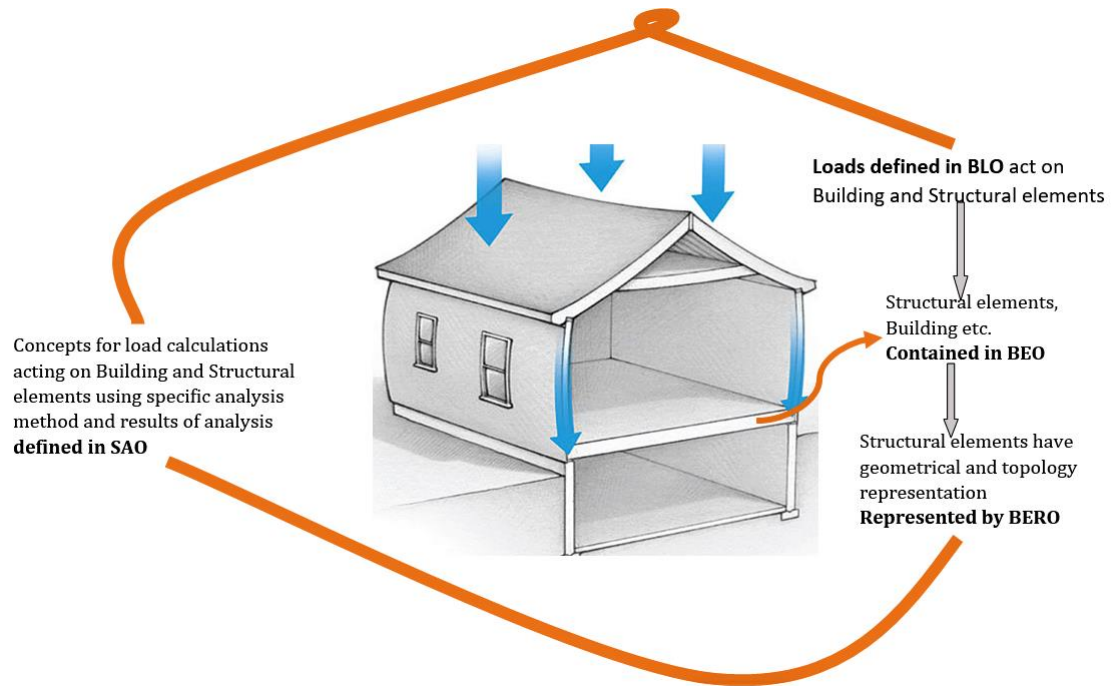 Loads defined in BLO act on
Building and Structural elements
Structural elements,
Building etc.
Contained in BEO
Concepts for load calculations
acting on Building and Structural
elements using specific analysis
method and results of analysis
defined in SAO
Structural elements have
geometrical and topology
representation
Represented by BERO